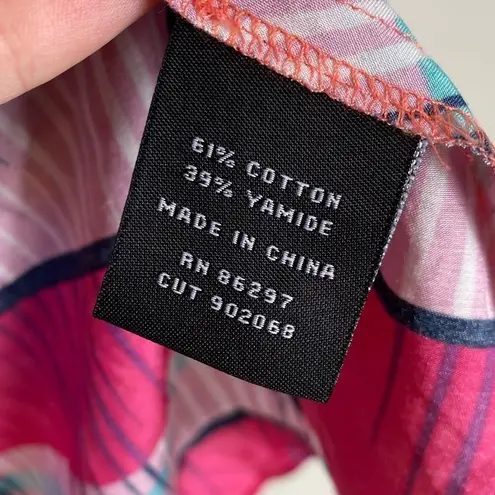 61% COTTON
39% YAMIDE
MADE IN CHINA
RN 86297
CUT 902068